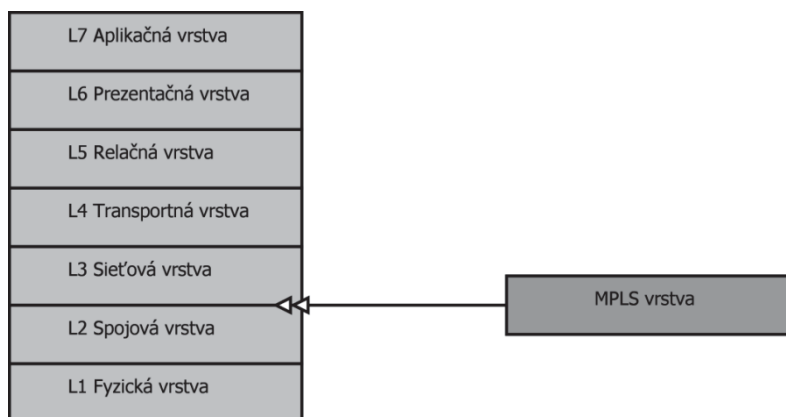 L7 Aplikačná vrstva
L6 Prezentačná vrstva
L5 Relačná vrstva
L4 Transportná vrstva
L3 Sieťová vrstva
MPLS vrstva
L2 Spojová vrstva
L1 Fyzická vrstva